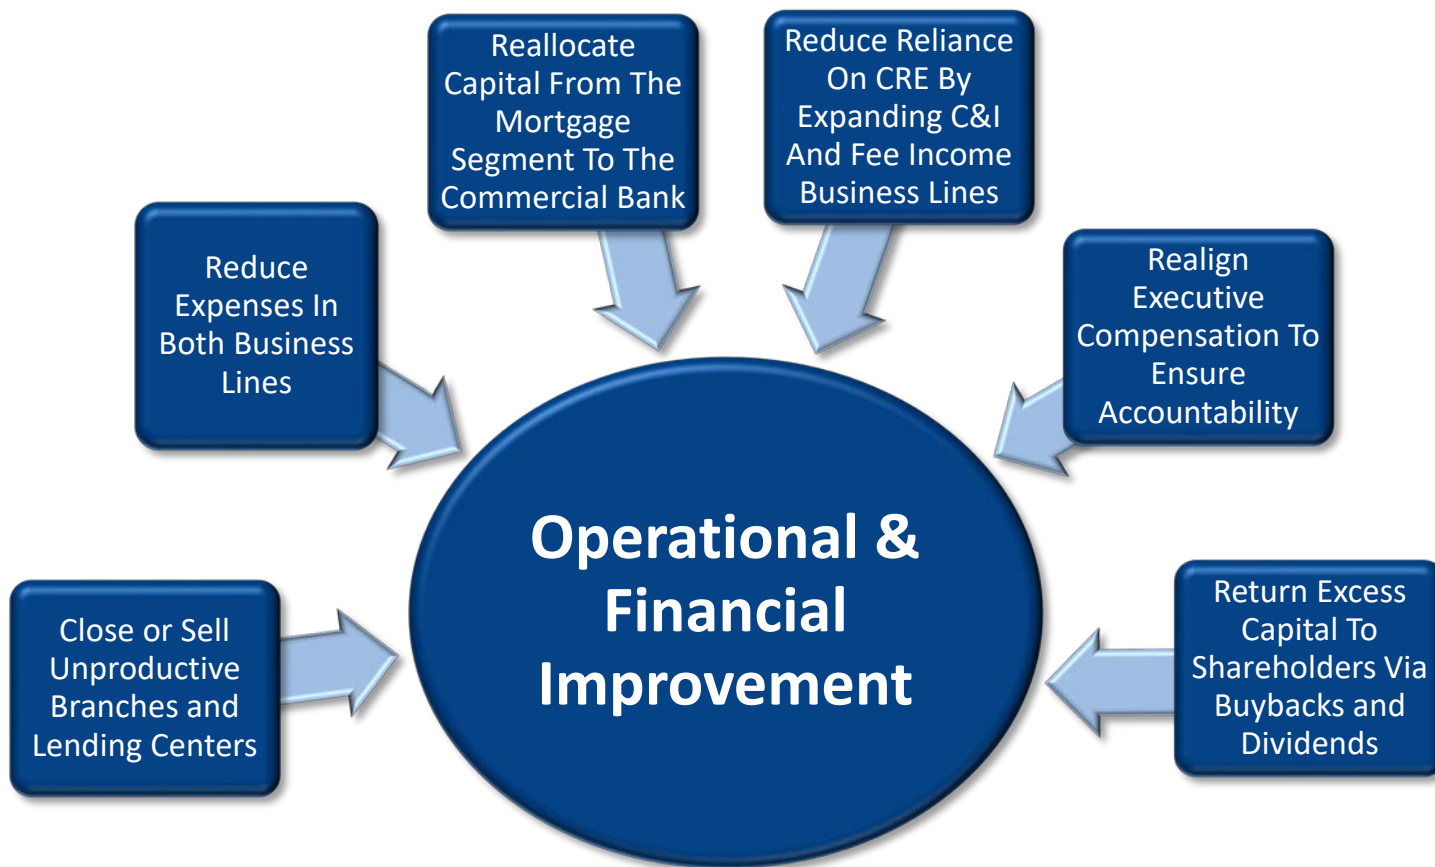 Reallocate
Capital From The
Mortgage
Segment To The
Commercial Bank
Reduce Reliance
On CRE By
Expanding C&I
And Fee Income
Business Lines
Reduce
Expenses In
Both Business
Lines
Realign
Executive
Compensation To
Ensure
Accountability
Operational &
Financial
Improvement
Close or Sell
Unproductive
Branches and
Lending Centers
Return Excess
Capital To
Shareholders Via
Buybacks and
Dividends